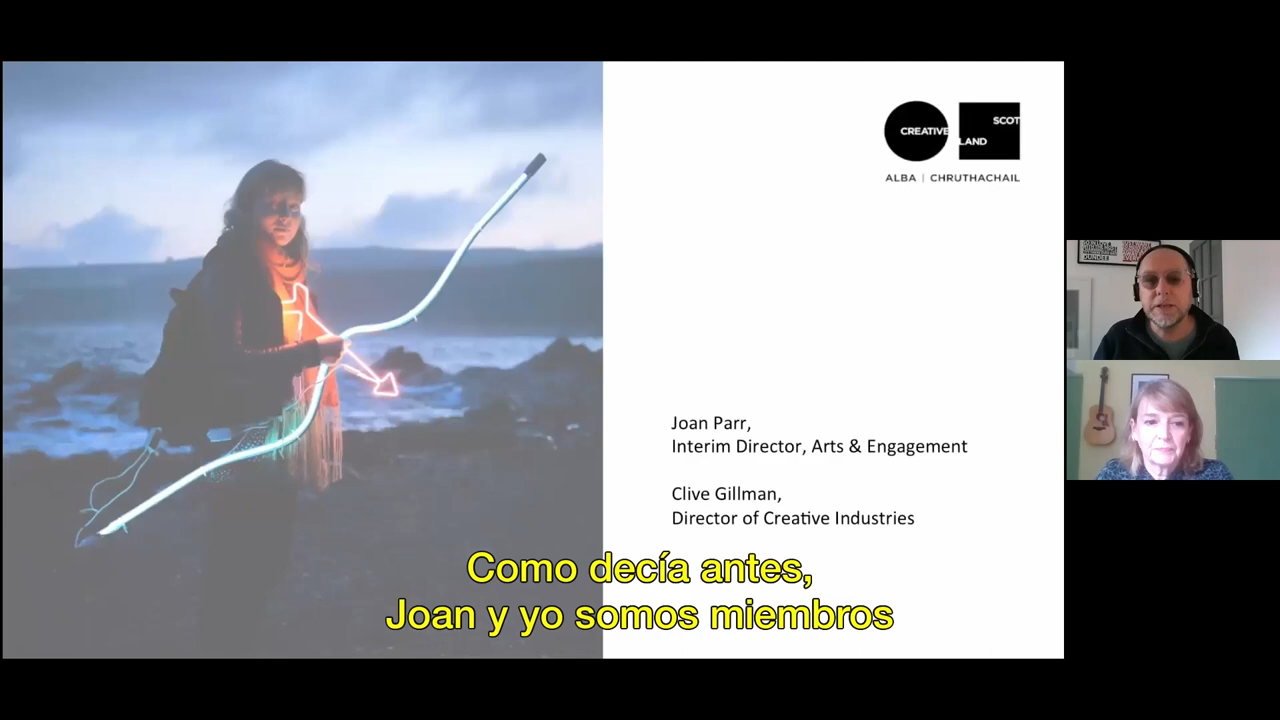 CREATIVE
SCOT
LAND
ALBA | CHRUTHACHAIL
Joan Parr,
Interim Director, Arts & Engagement
Clive Gillman,
Director of Creative Industries
Como decía antes,
Joan y yo somos miembros
DUNDEE